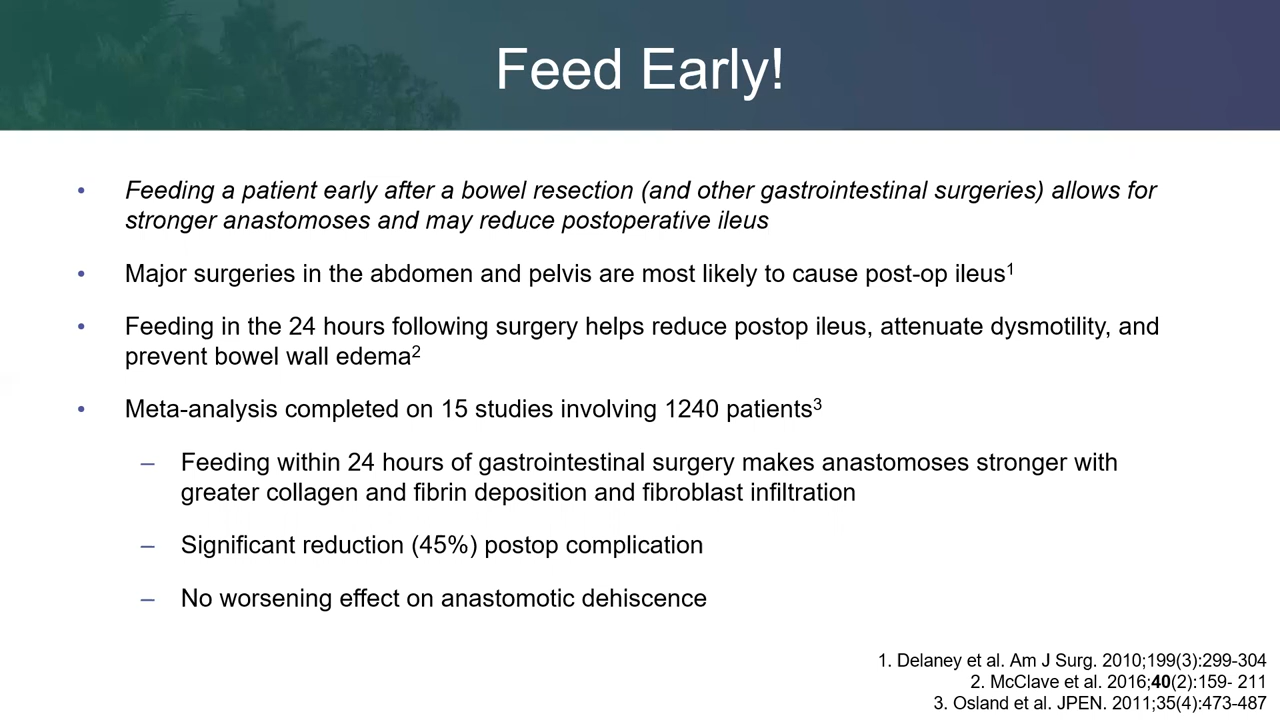 Feed Early!
• Feeding a patient early after a bowel resection (and other gastrointestinal surgeries) allows for
stronger anastomoses and may reduce postoperative ileus
• Major surgeries in the abdomen and pelvis are most likely to cause post-op ileus1
• Feeding in the 24 hours following surgery helps reduce postop ileus, attenuate dysmotility, and
prevent bowel wall edema2
• Meta-analysis completed on 15 studies involving 1240 patients3
– Feeding within 24 hours of gastrointestinal surgery makes anastomoses stronger with
greater collagen and fibrin deposition and fibroblast infiltration
– Significant reduction (45%) postop complication
– No worsening effect on anastomotic dehiscence
1. Delaney et al. Am J Surg. 2010;199(3):299-304
2. McClave et al. 2016;40(2):159- 211
3. Osland et al. JPEN. 2011;35(4):473-487